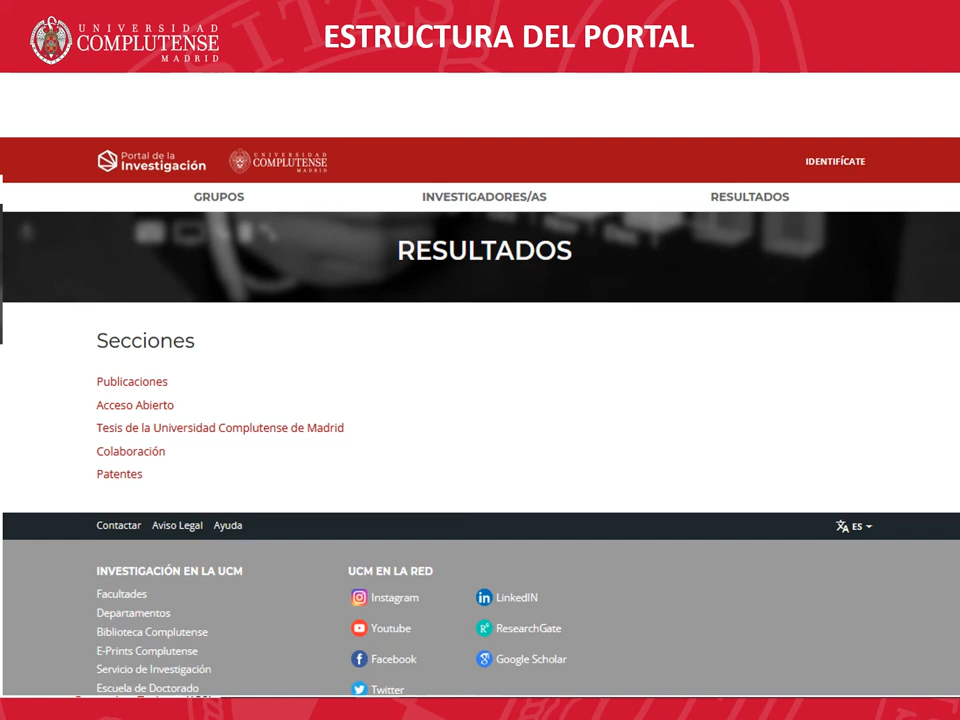 UNIVERSIDAD
COMPLUTENSE
MADRID
ESTRUCTURA DEL PORTAL
Portal de la
Investigación
UNIVERSIDAD
COMPLUTENSE
MADRID
IDENTIFÍCATE
GRUPOS
INVESTIGADORES/AS
RESULTADOS
RESULTADOS
Secciones
Publicaciones
Acceso Abierto
Tesis de la Universidad Complutense de Madrid
Colaboración
Patentes
Contactar Aviso Legal Ayuda
ES
INVESTIGACIÓN EN LA UCM
Facultades
Departamentos
Biblioteca Complutense
E-Prints Complutense
Servicio de Investigación
Escuela de Doctorado
UCM EN LA RED
Instagram
LinkedIN
Youtube
ResearchGate
Facebook
Google Scholar
Twitter